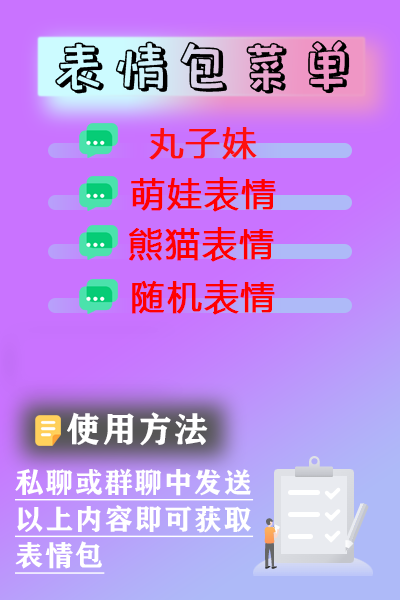 表情包菜单
丸子妹
萌娃表情
熊猫表情
随机表情
使用方法
私聊或群聊中发送
以上内容即可获取
表情包